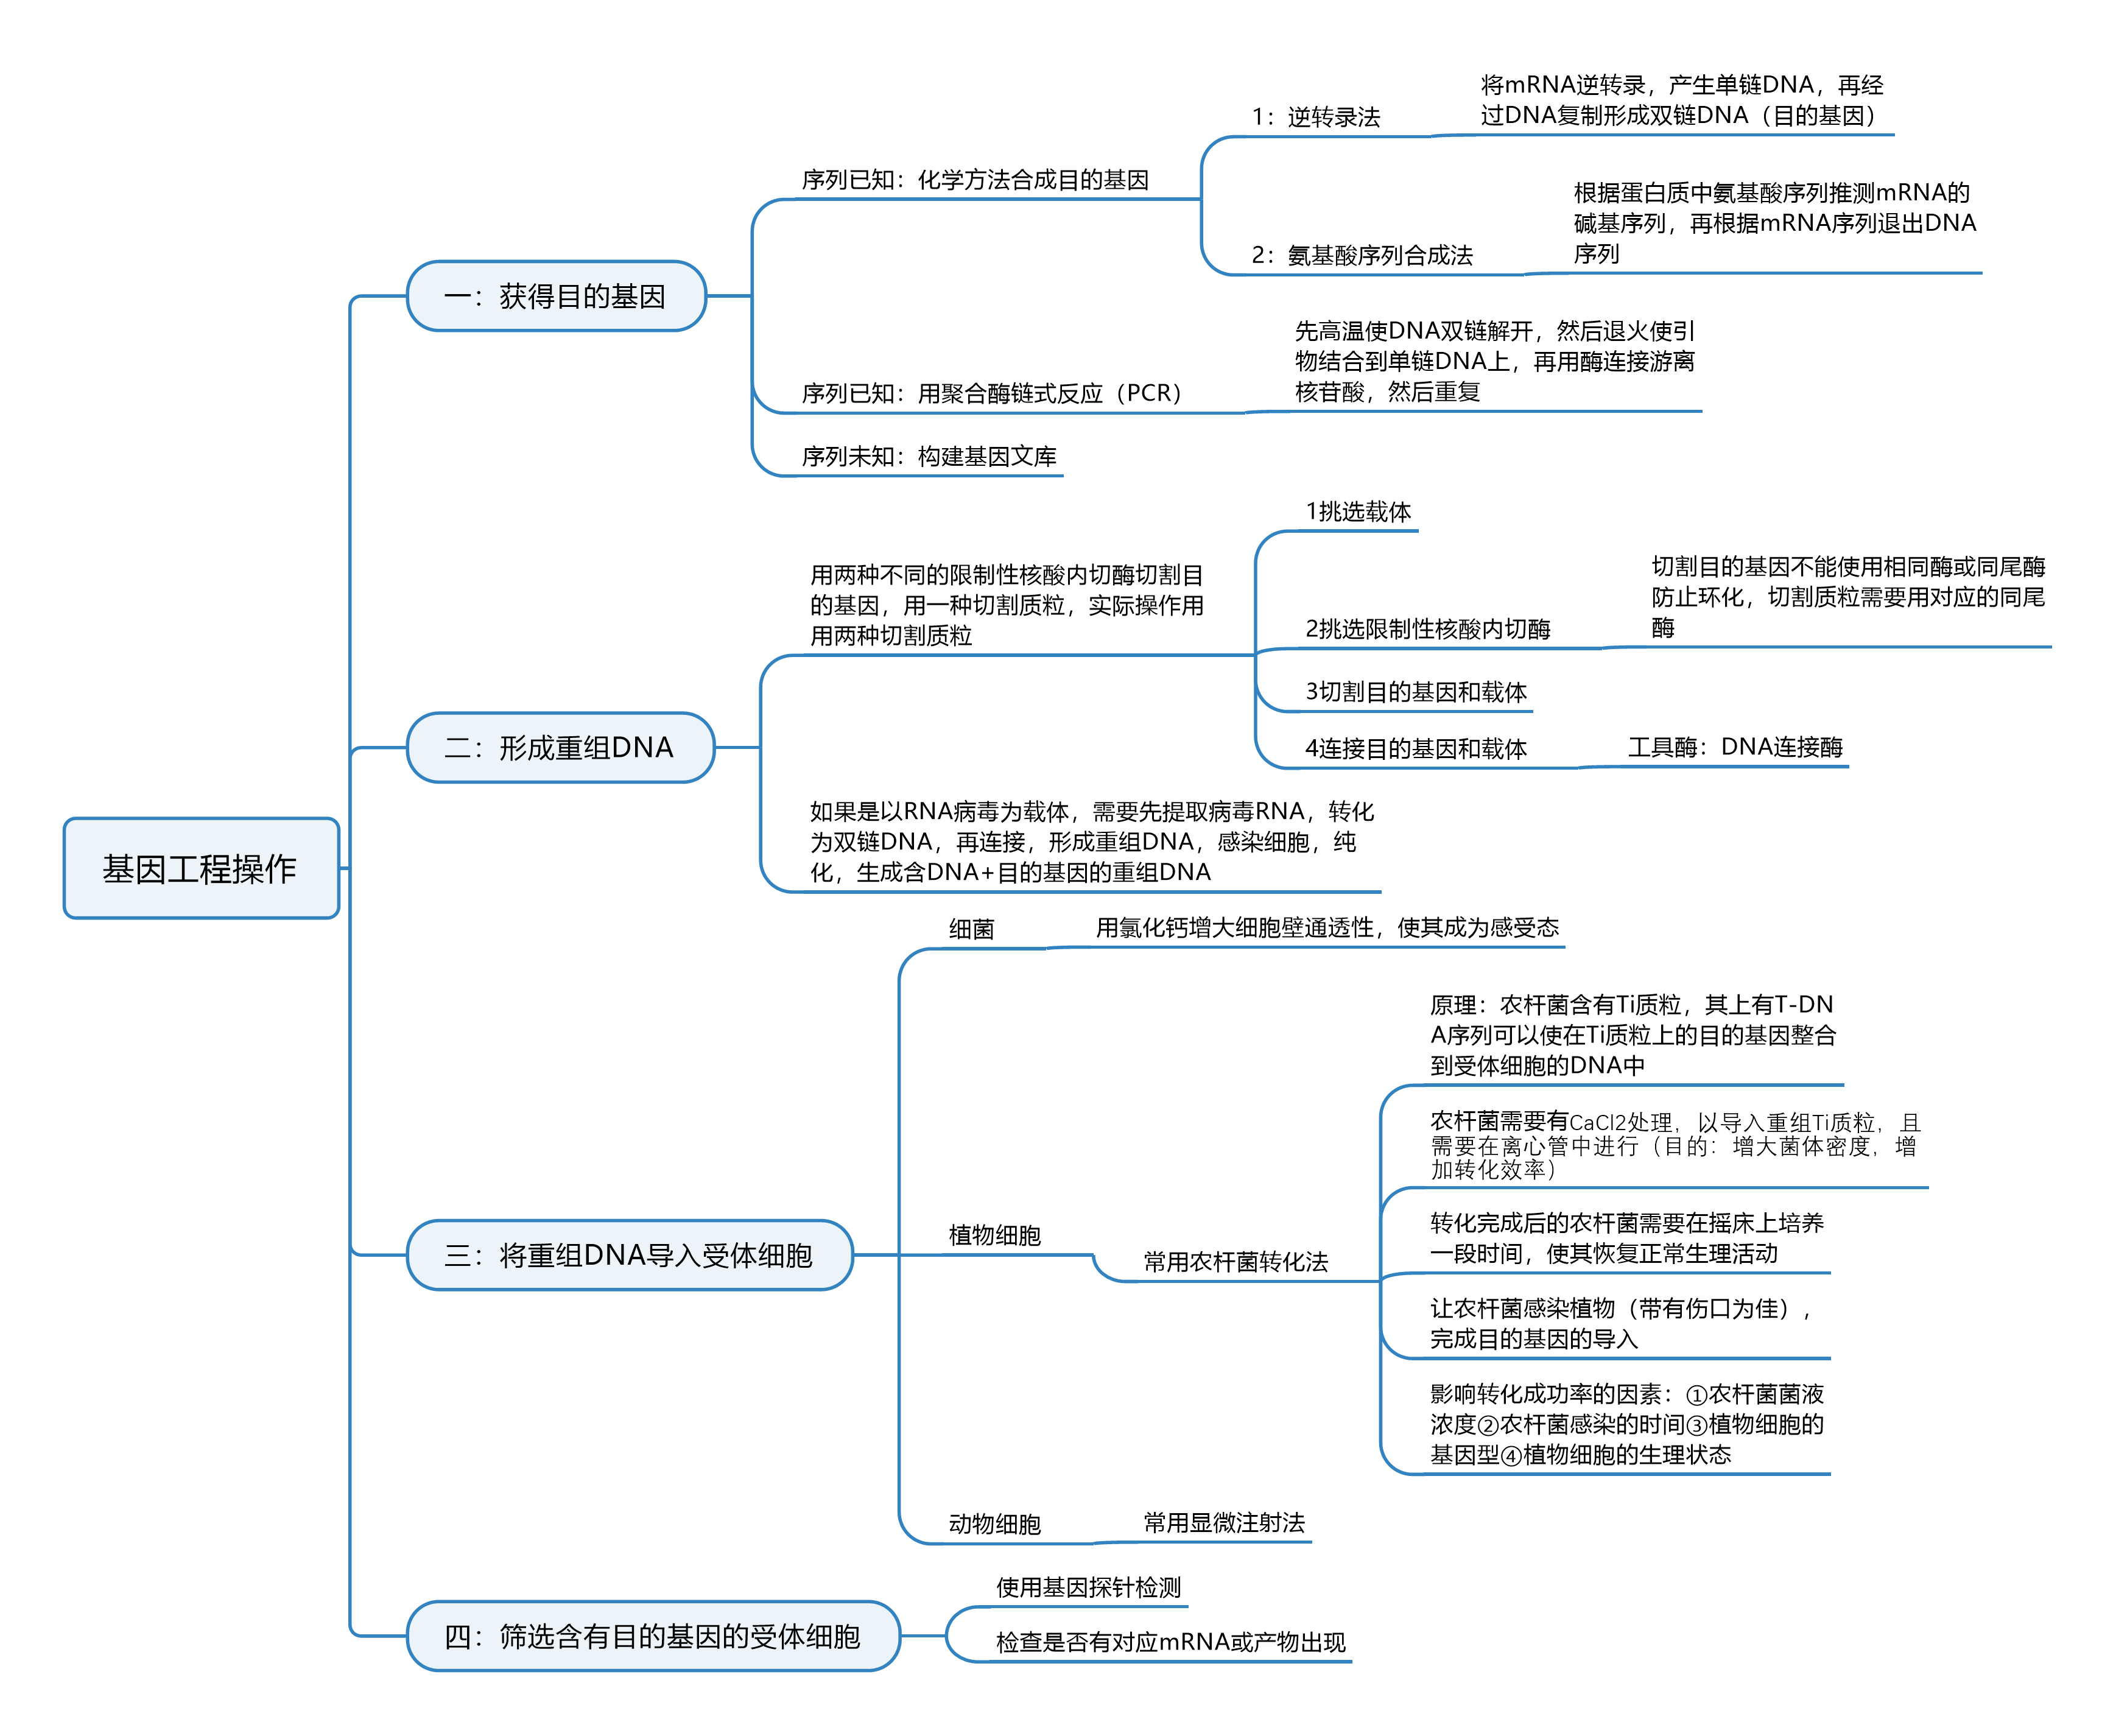 基因工程操作
一：获得目的基因
序列已知：化学方法合成目的基因
1：逆转录法
将mRNA逆转录，产生单链DNA，再经
过DNA复制形成双链DNA（目的基因）
2：氨基酸序列合成法
根据蛋白质中氨基酸序列推测mRNA的
碱基序列，再根据mRNA序列退出DNA
序列
序列已知：用聚合酶链式反应（PCR）
先高温使DNA双链解开，然后退火使引
物结合到单链DNA上，再用酶连接游离
核苷酸，然后重复
序列未知：构建基因文库
二：形成重组DNA
用两种不同的限制性核酸内切酶切割目
的基因，用一种切割质粒，实际操作用
用两种切割质粒
1挑选载体
2挑选限制性核酸内切酶
切割目的基因不能使用相同酶或同尾酶
防止环化，切割质粒需要用对应的同尾
酶
3切割目的基因和载体
4连接目的基因和载体
工具酶：DNA连接酶
如果是以RNA病毒为载体，需要先提取病毒RNA，转化
为双链DNA，再连接，形成重组DNA，感染细胞，纯
化，生成含DNA+目的基因的重组DNA
三：将重组DNA导入受体细胞
细菌
用氯化钙增大细胞壁通透性，使其成为感受态
植物细胞
常用农杆菌转化法
原理：农杆菌含有Ti质粒，其上有T-DN
A序列可以使在Ti质粒上的目的基因整合
到受体细胞的DNA中
农杆菌需要有CaCl2处理，以导入重组Ti质粒，且
需要在离心管中进行（目的：增大菌体密度，增
加转化效率）
转化完成后的农杆菌需要在摇床上培养
一段时间，使其恢复正常生理活动
让农杆菌感染植物（带有伤口为佳），
完成目的基因的导入
影响转化成功率的因素：①农杆菌菌液
浓度②农杆菌感染的时间③植物细胞的
基因型④植物细胞的生理状态
动物细胞
常用显微注射法
四：筛选含有目的基因的受体细胞
使用基因探针检测
检查是否有对应mRNA或产物出现